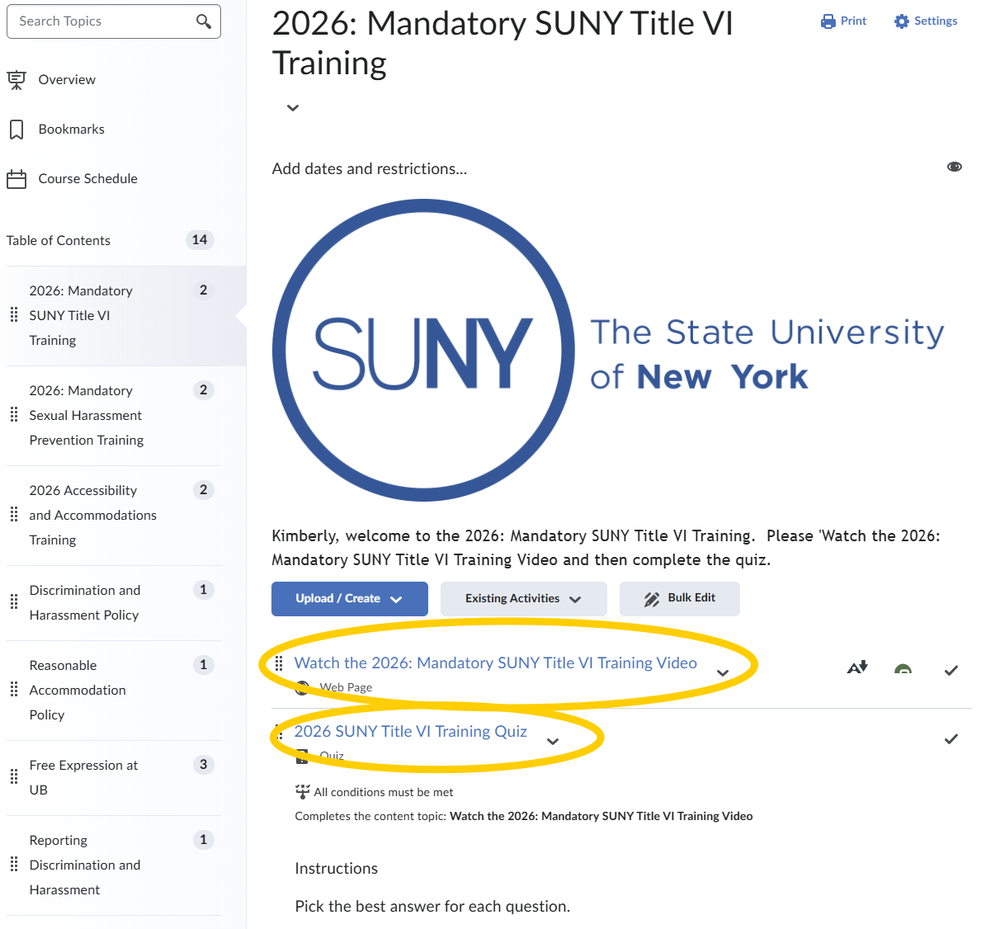 Search Topics
Overview
Bookmarks
Course Schedule
Table of Contents 14
2026: Mandatory 2
SUNY Title VI
Training
2026: Mandatory 2
Sexual Harassment
Prevention Training
2026 Accessibility 2
and Accommodations
Training
Discrimination and 1
Harassment Policy
Reasonable 1
Accommodation
Policy
Free Expression at 3
UB
Reporting 1
Discrimination and
Harassment
2026: Mandatory SUNY Title VI
Training
Print Settings
Add dates and restrictions...
SUNY
The State University
of New York
Kimberly, welcome to the 2026: Mandatory SUNY Title VI Training.  Please 'Watch the 2026:
Mandatory SUNY Title VI Training Video and then complete the quiz.
Upload / Create Existing Activities Bulk Edit
Watch the 2026: Mandatory SUNY Title VI Training Video
Web Page
2026 SUNY Title VI Training Quiz
Quiz
All conditions must be met
Completes the content topic: Watch the 2026: Mandatory SUNY Title VI Training Video
Instructions
Pick the best answer for each question.